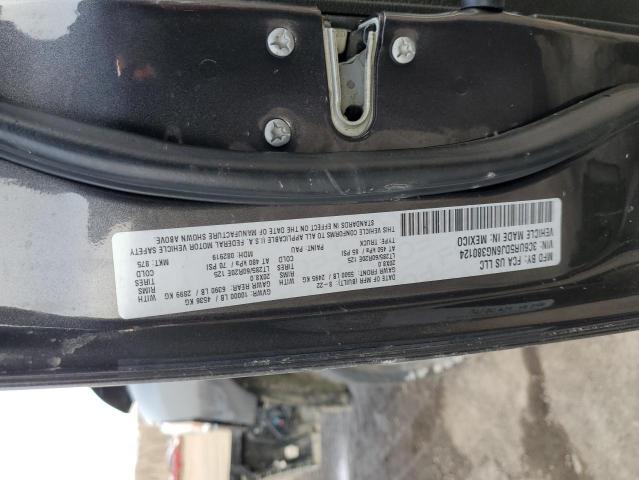 MFD BY: FCA US LLC
DATE OF MFR (BUILT): 8-22
GVWR: 10000 LB 4536 KG
GAWR FRONT: 5500 LB 2495 KG
GAWR REAR: 6390 LB 2899 KG
WITH
LT285/60R20E 125
TIRES
20X8.0
RIMS
AT 450 kPa/ 65 PSI
COLD
WITH
LT285/60R20E 125
TIRES
20X8.0
RIMS
AT 480 kPa/ 70 PSI
COLD
THIS VEHICLE CONFORMS TO ALL APPLICABLE U.S.A. FEDERAL MOTOR VEHICLE SAFETY
STANDARDS IN EFFECT ON THE DATE OF MANUFACTURE SHOWN ABOVE.
VIN:
TYPE: TRUCK
PAINT: PAU
MDH: 082919
MKT: 975
VEHICLE MADE IN: MEXICO